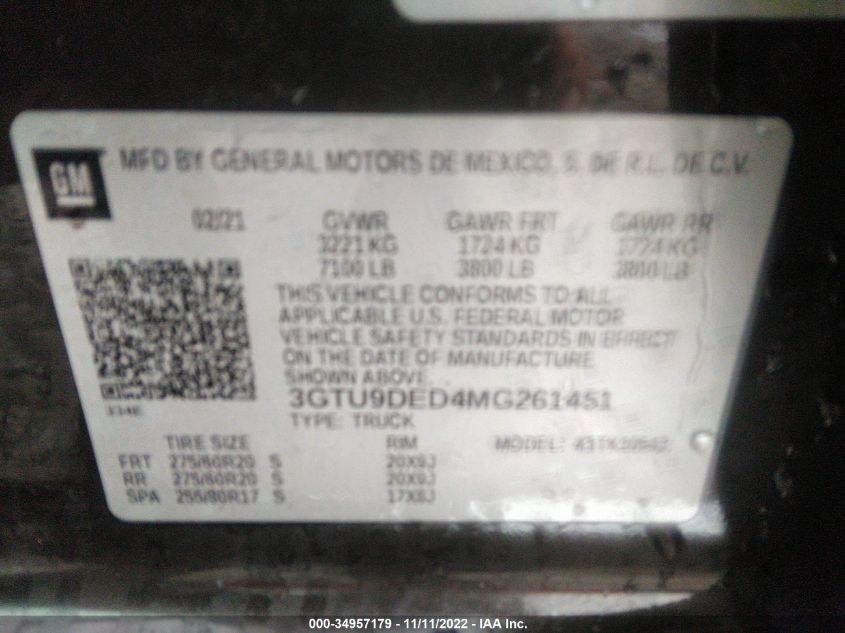 GM
MFD BY GENERAL MOTORS DE MEXICO, S. DE R.L. DE C.V.
02/21 GVWR GAWR FRT GAWR RR
3221 KG 1724 KG 1724 KG
7100 LB 3800 LB 3800 LB
THIS VEHICLE CONFORMS TO ALL
APPLICABLE U.S. FEDERAL MOTOR
VEHICLE SAFETY STANDARDS IN EFFECT
ON THE DATE OF MANUFACTURE
SHOWN ABOVE.
3GTU9DED4MG261451
TYPE: TRUCK
TIRE SIZE RIM MODEL:
FRT 275/60R20 S 20X9J
RR 275/60R20 S 20X9J
SPA 255/80R17 S 17X8J
000-34957179 - 11/11/2022 - IAA Inc.